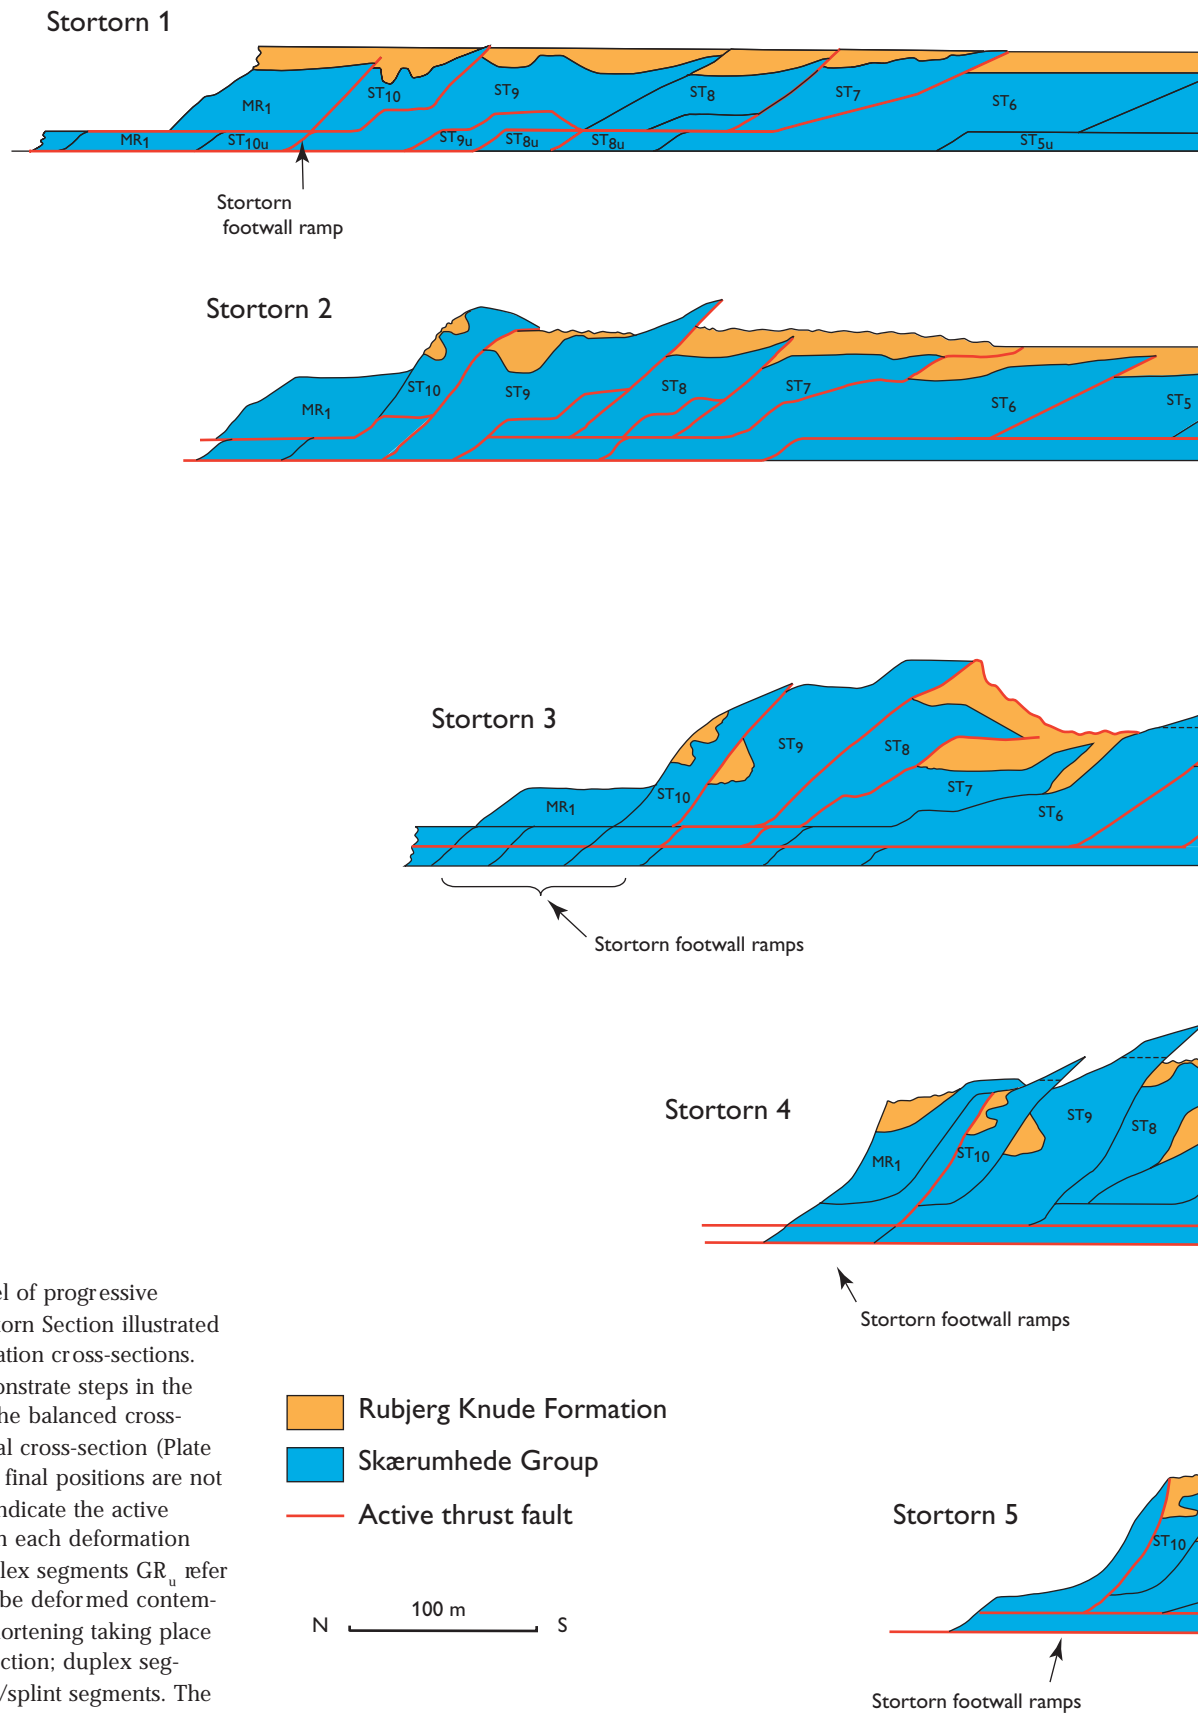 Stortorn 1
MR1
ST10
ST9
ST8
ST7
ST6
MR1
ST10u
ST9u
ST8u
ST8u
ST5u
Stortorn
footwall ramp
Stortorn 2
MR1
ST10
ST9
ST8
ST7
ST6
ST5
Stortorn 3
MR1
ST10
ST9
ST8
ST7
ST6
Stortorn footwall ramps
Stortorn 4
MR1
ST10
ST9
ST8
Stortorn footwall ramps
el of progressive
torn Section illustrated
ation cross-sections.
onstrate steps in the
he balanced cross-
al cross-section (Plate
final positions are not
ndicate the active
n each deformation
plex segments GRu refer
be deformed contem-
hortening taking place
ction; duplex seg-
/splint segments. The
Rubjerg Knude Formation
Skærumhede Group
Active thrust fault
N 100 m S
Stortorn 5
ST10
Stortorn footwall ramps